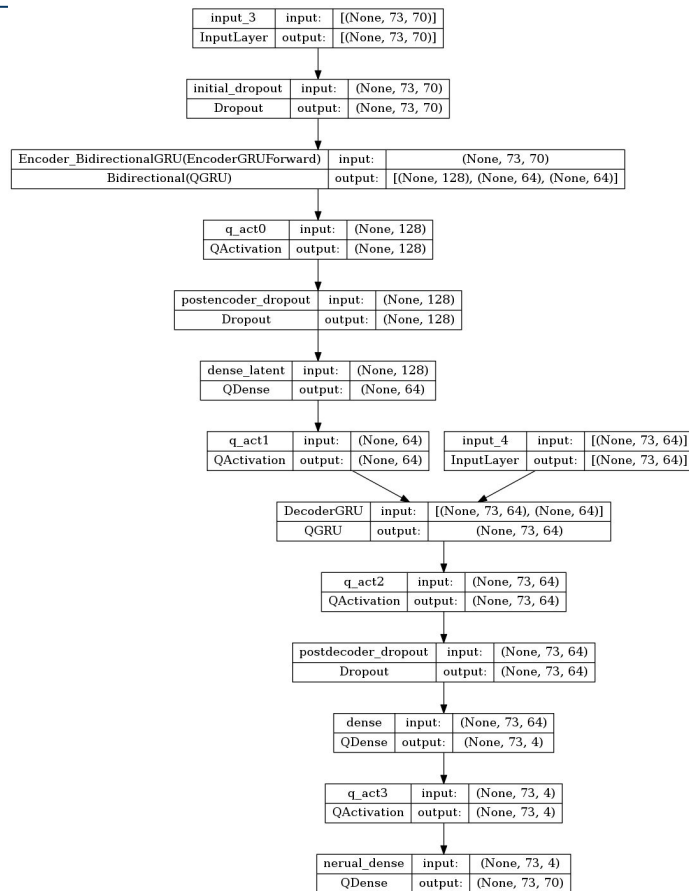 input_3 input: [(None, 73, 70)]
InputLayer output: [(None, 73, 70)]
initial_dropout input: (None, 73, 70)
Dropout output: (None, 73, 70)
Encoder_BidirectionalGRU(EncoderGRUForward) input: (None, 73, 70)
Bidirectional(QGRU) output: [(None, 128), (None, 64), (None, 64)]
q_act0 input: (None, 128)
QActivation output: (None, 128)
postencoder_dropout input: (None, 128)
Dropout output: (None, 128)
dense_latent input: (None, 128)
QDense output: (None, 64)
q_act1 input: (None, 64)
QActivation output: (None, 64)
input_4 input: [(None, 73, 64)]
InputLayer output: [(None, 73, 64)]
DecoderGRU input: [(None, 73, 64), (None, 64)]
QGRU output: (None, 73, 64)
q_act2 input: (None, 73, 64)
QActivation output: (None, 73, 64)
postdecoder_dropout input: (None, 73, 64)
Dropout output: (None, 73, 64)
dense input: (None, 73, 64)
QDense output: (None, 73, 4)
q_act3 input: (None, 73, 4)
QActivation output: (None, 73, 4)
nerual_dense input: (None, 73, 4)
QDense output: (None, 73, 70)